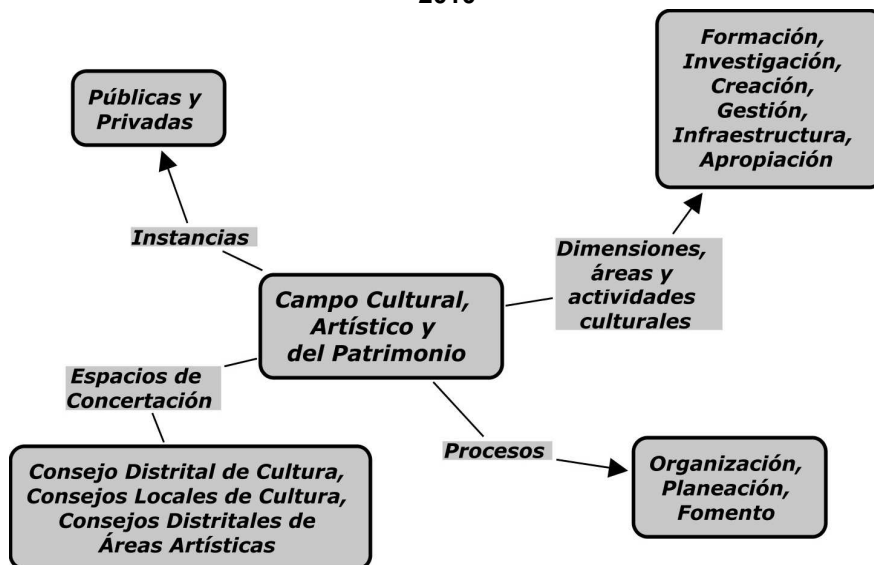 Formación,
Investigación,
Creación,
Gestión,
Infraestructura,
Apropiación
Públicas y
Privadas
Instancias
Dimensiones,
áreas y
actividades
culturales
Campo Cultural,
Artístico y
del Patrimonio
Espacios de
Concertación
Procesos
Consejo Distrital de Cultura,
Consejos Locales de Cultura,
Consejos Distritales de
Áreas Artísticas
Organización,
Planeación,
Fomento